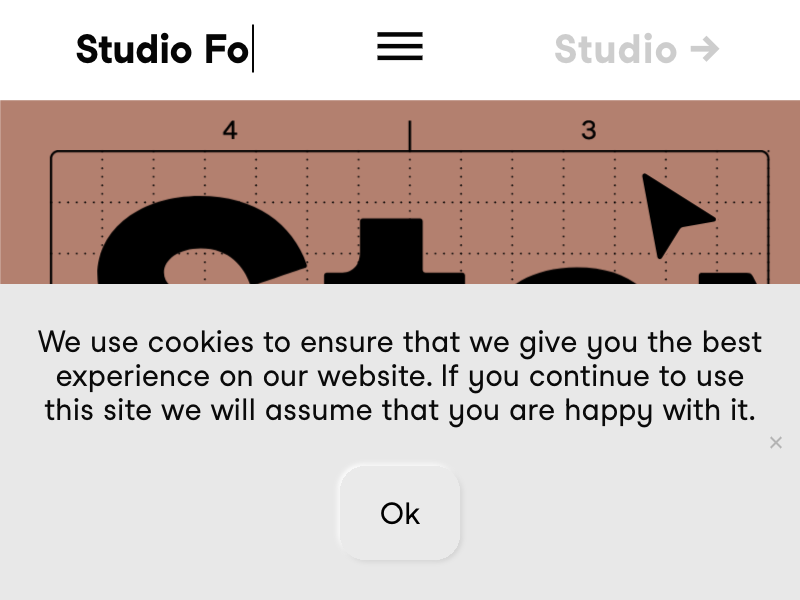 Studio Fo
Studio →
4
3
We use cookies to ensure that we give you the best
experience on our website. If you continue to use
this site we will assume that you are happy with it.
Ok